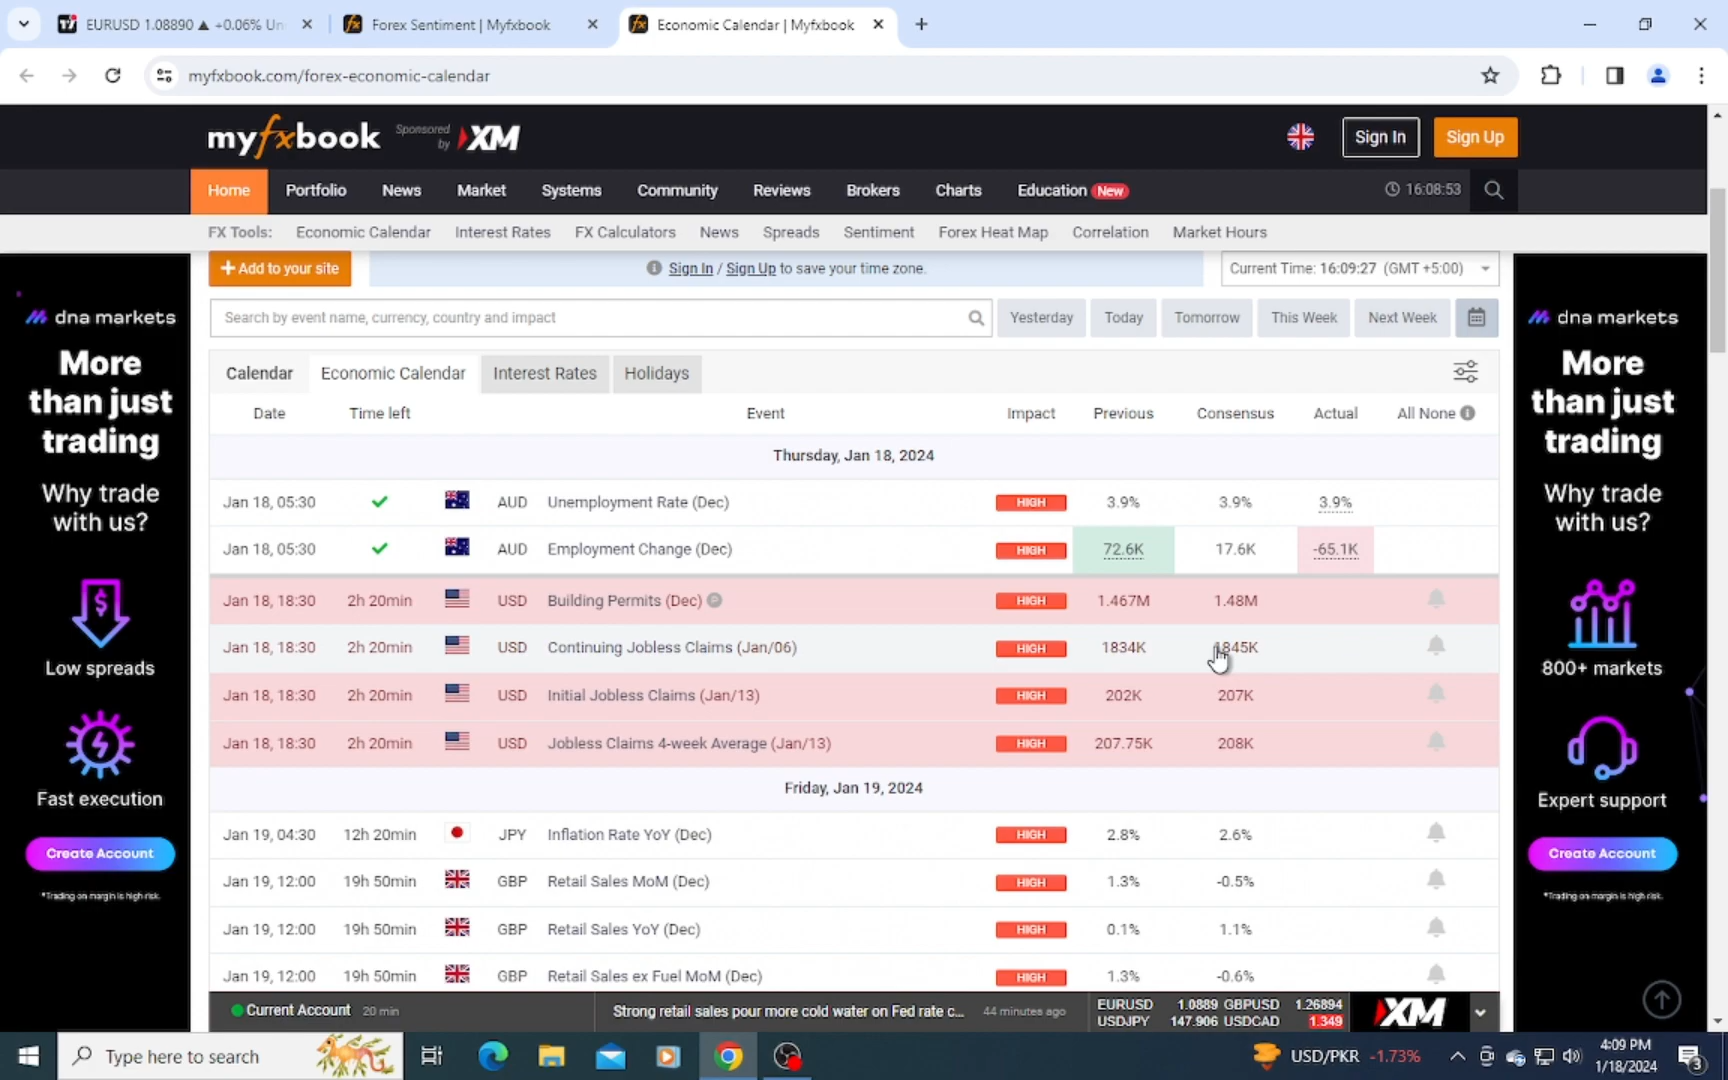 EURUSD 1.08890 ▲ +0.06% Un
Forex Sentiment | Myfxbook
Economic Calendar | Myfxbook
myfxbook.com/forex-economic-calendar
myfxbook Sponsored by XM
Sign In
Sign Up
Home Portfolio News Market Systems Community Reviews Brokers Charts Education New 16:08:53
FX Tools: Economic Calendar Interest Rates FX Calculators News Spreads Sentiment Forex Heat Map Correlation Market Hours
+ Add to your site
Sign In / Sign Up to save your time zone.
Current Time: 16:09:27 (GMT +5:00)
Search by event name, currency, country and impact
Yesterday Today Tomorrow This Week Next Week
Calendar Economic Calendar Interest Rates Holidays
Date Time left Event Impact Previous Consensus Actual All None
Thursday, Jan 18, 2024
Jan 18, 05:30 AUD Unemployment Rate (Dec) HIGH 3.9% 3.9% 3.9%
Jan 18, 05:30 AUD Employment Change (Dec) HIGH 72.6K 17.6K -65.1K
Jan 18, 18:30 2h 20min USD Building Permits (Dec) P HIGH 1.467M 1.48M
Jan 18, 18:30 2h 20min USD Continuing Jobless Claims (Jan/06) HIGH 1834K 1845K
Jan 18, 18:30 2h 20min USD Initial Jobless Claims (Jan/13) HIGH 202K 207K
Jan 18, 18:30 2h 20min USD Jobless Claims 4-week Average (Jan/13) HIGH 207.75K 208K
Friday, Jan 19, 2024
Jan 19, 04:30 12h 20min JPY Inflation Rate YoY (Dec) HIGH 2.8% 2.6%
Jan 19, 12:00 19h 50min GBP Retail Sales MoM (Dec) HIGH 1.3% -0.5%
Jan 19, 12:00 19h 50min GBP Retail Sales YoY (Dec) HIGH 0.1% 1.1%
Jan 19, 12:00 19h 50min GBP Retail Sales ex Fuel MoM (Dec) HIGH 1.3% -0.6%
dna markets
More
than just
trading
Why trade
with us?
Low spreads
Fast execution
Create Account
*Trading on margin is high risk.
dna markets
More
than just
trading
Why trade
with us?
800+ markets
Expert support
Create Account
*Trading on margin is high risk.
Current Account 20 min
Strong retail sales pour more cold water on Fed rate c... 44 minutes ago
EURUSD 1.0889 GBPUSD 1.26894
USDJPY 147.906 USDCAD 1.349
XM
Type here to search
USD/PKR -1.73%
4:09 PM
1/18/2024
3